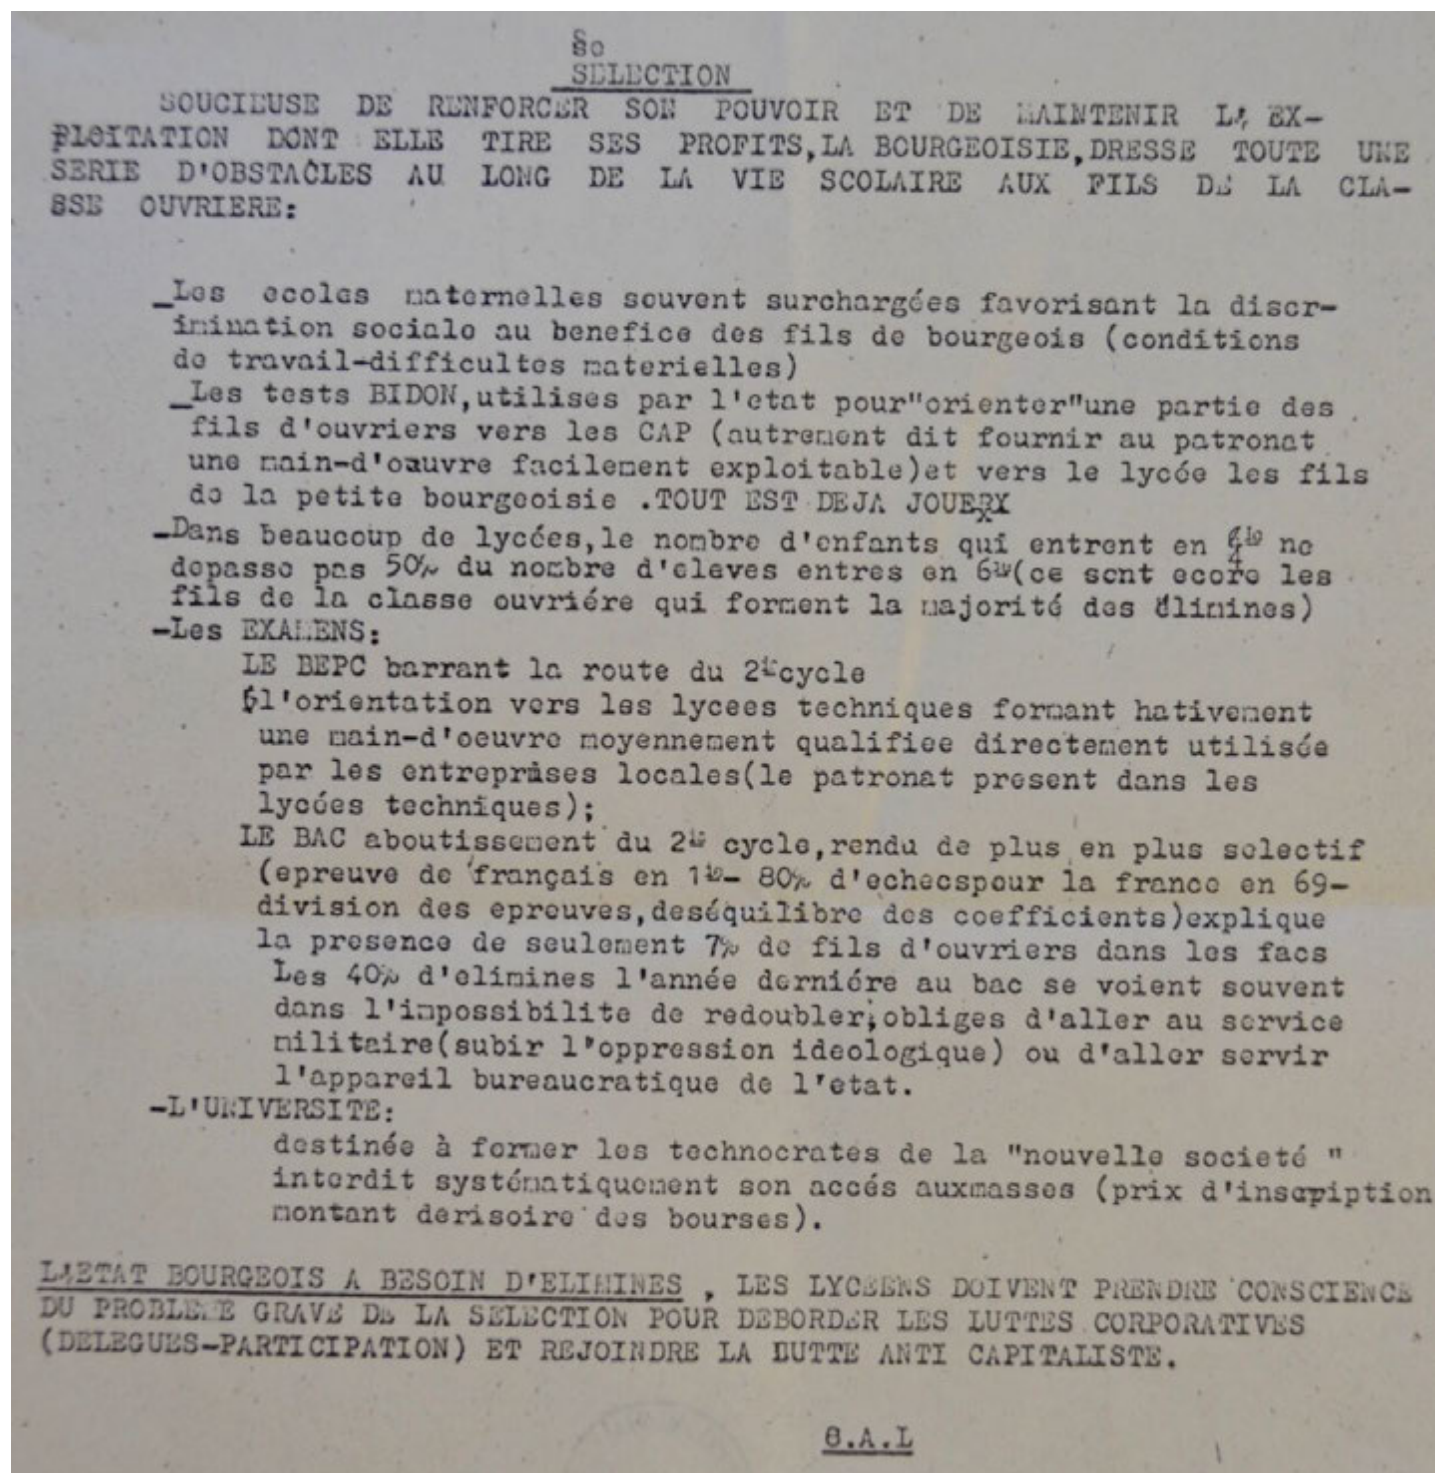 So
SELECTION
SOUCIEUSE DE RENFORCER SON POUVOIR ET DE MAINTENIR L' EX-
PLOITATION DONT ELLE TIRE SES PROFITS,LA BOURGEOISIE,DRESSE TOUTE UNE
SERIE D'OBSTACLES AU LONG DE LA VIE SCOLAIRE AUX FILS DE LA CLA-
SSE OUVRIERE:
_Les ecoles maternelles souvent surchargées favorisant la discr-
imination sociale au benefice des fils de bourgeois (conditions
de travail-difficultes materielles)
_Les tests BIDON,utilises par l'etat pour"orienter"une partie des
fils d'ouvriers vers les CAP (autrement dit fournir au patronat
une main-d'oauvre facilement exploitable)et vers le lycée les fils
de la petite bourgeoisie .TOUT EST DEJA JOUERX
-Dans beaucoup de lycées,le nombre d'enfants qui entrent en ne
depasse pas 50% du nombre d'eleves entres en 6ie(ce sont ecore les
fils de la classe ouvriére qui forment la majorité des élimines)
-Les EXAMENS:
LE BEPC barrant la route du 2iecycle
l'orientation vers les lycees techniques formant hativement
une main-d'oeuvre moyennement qualifiee directement utilisée
par les entreprises locales(le patronat present dans les
lycées techniques);
LE BAC aboutissement du 2ie cycle,rendu de plus en plus selectif
(epreuve de français en 1ie- 80% d'echecspour la france en 69-
division des epreuves,deséquilibre des coefficients)explique
la presence de seulement 7% de fils d'ouvriers dans les facs
Les 40% d'elimines l'année derniére au bac se voient souvent
dans l'impossibilite de redoubler;obliges d'aller au service
militaire(subir l'oppression ideologique) ou d'aller servir
l'appareil bureaucratique de l'etat.
-L'UNIVERSITE:
destinée à former les technocrates de la "nouvelle societé "
interdit systématiquement son accés auxmasses (prix d'inscription
montant derisoire des bourses).
L'ETAT BOURGEOIS A BESOIN D'ELIMINES , LES LYCEENS DOIVENT PRENDRE CONSCIENCE
DU PROBLEME GRAVE DE LA SELECTION POUR DEBORDER LES LUTTES CORPORATIVES
(DELEGUES-PARTICIPATION) ET REJOINDRE LA LUTTE ANTI CAPITALISTE.
C.A.L